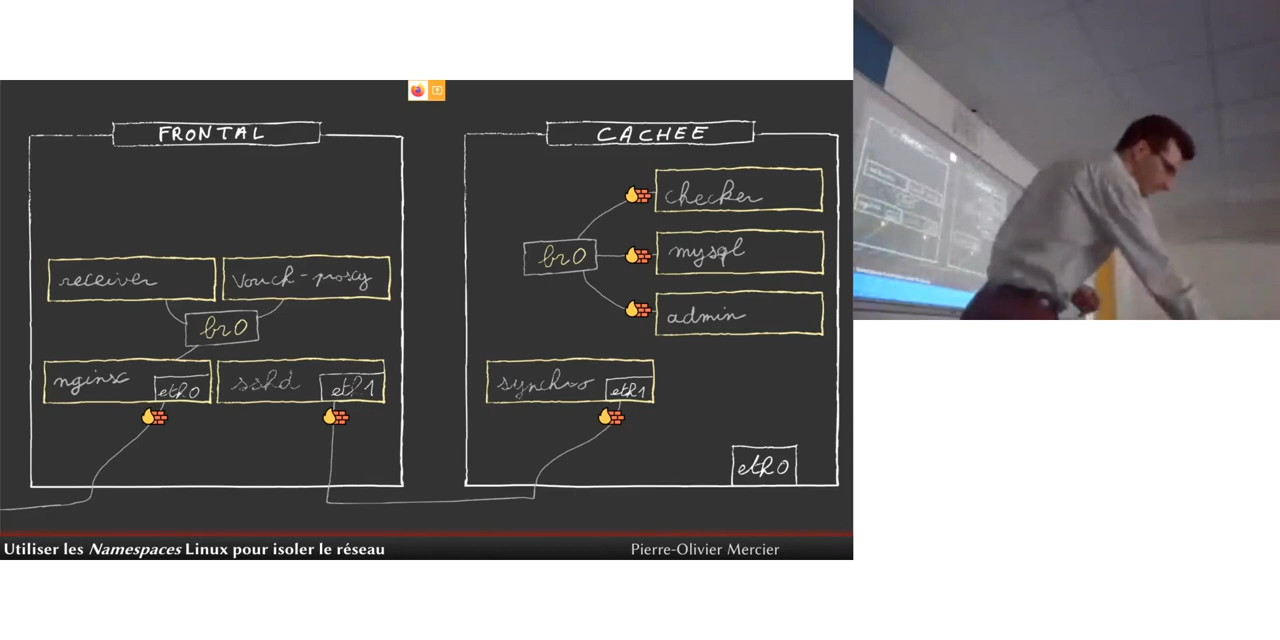 FRONTAL
receiver
Vouch-proxy
br0
nginx
eth0
sshd
eth1
CACHEE
checker
br0
mysql
admin
synchro
eth1
eth0
Utiliser les Namespaces Linux pour isoler le réseau
Pierre-Olivier Mercier